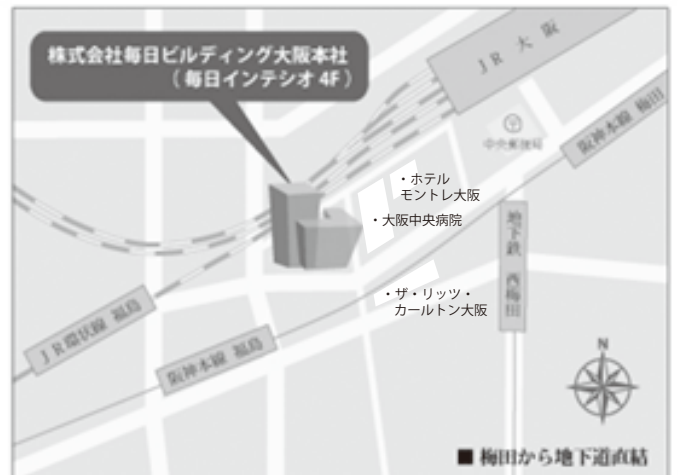 株式会社毎日ビルディング大阪本社
（毎日インテシオ 4F）
JR 大 阪
中央郵便局
阪神本線 梅田
・ホテル
モントレ大阪
・大阪中央病院
地下鉄 西梅田
・ザ・リッツ・
カールトン大阪
JR環状線 福島
阪神本線 福島
N
■ 梅田から地下道直結